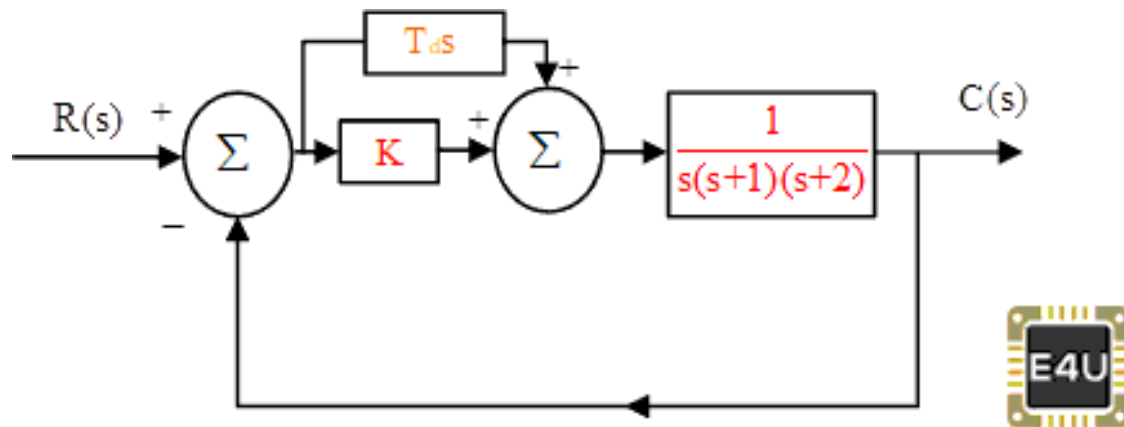 Tds
+
R(s) + Σ K + Σ 1 C(s)
s(s+1)(s+2)
−
E4U